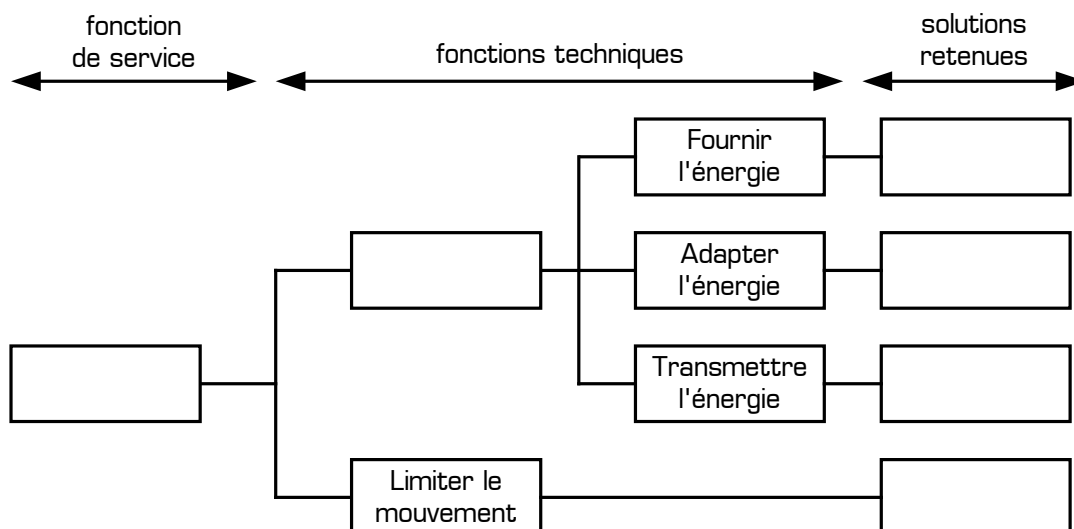 fonction
de service
fonctions techniques
solutions
retenues
Fournir
l'énergie
Adapter
l'énergie
Transmettre
l'énergie
Limiter le
mouvement